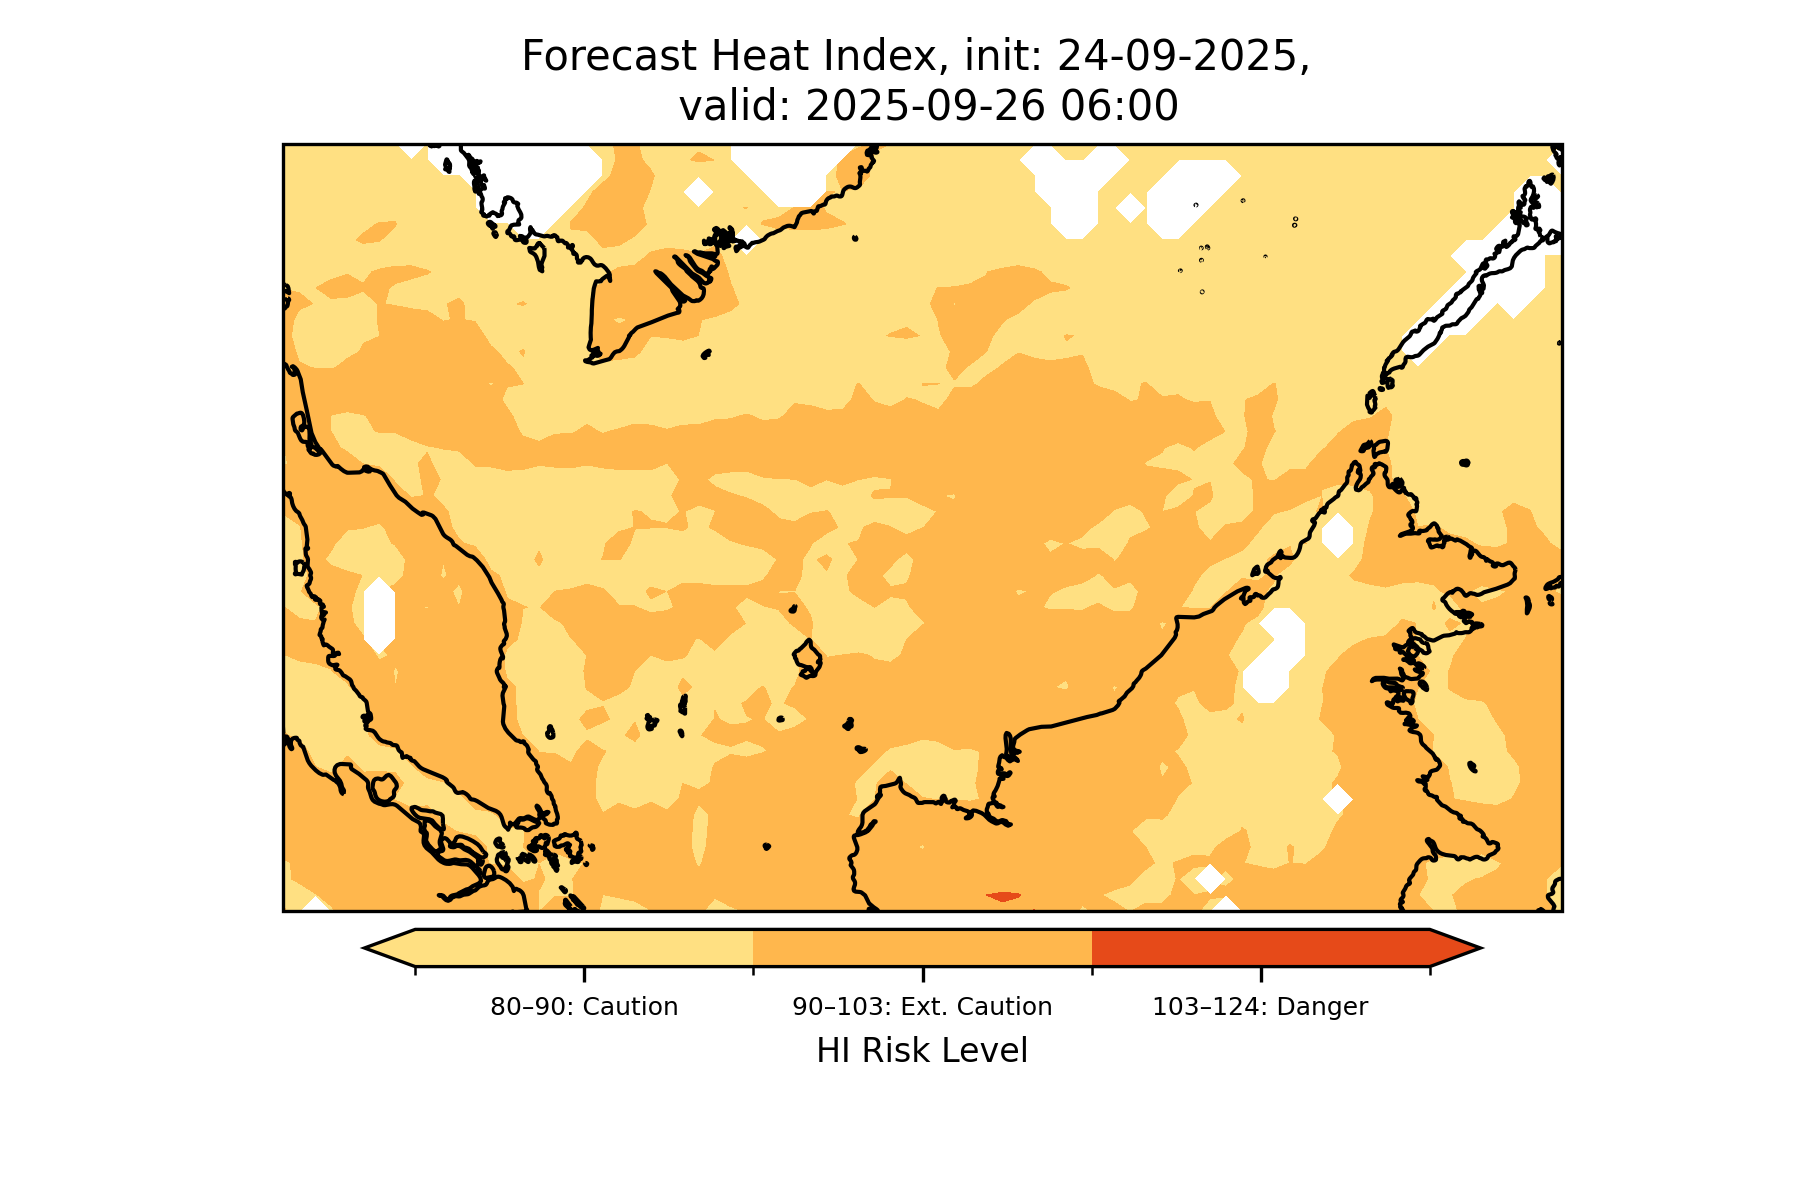 Forecast Heat Index, init: 24-09-2025,
valid: 2025-09-26 06:00
80–90: Caution
90–103: Ext. Caution
103–124: Danger
HI Risk Level